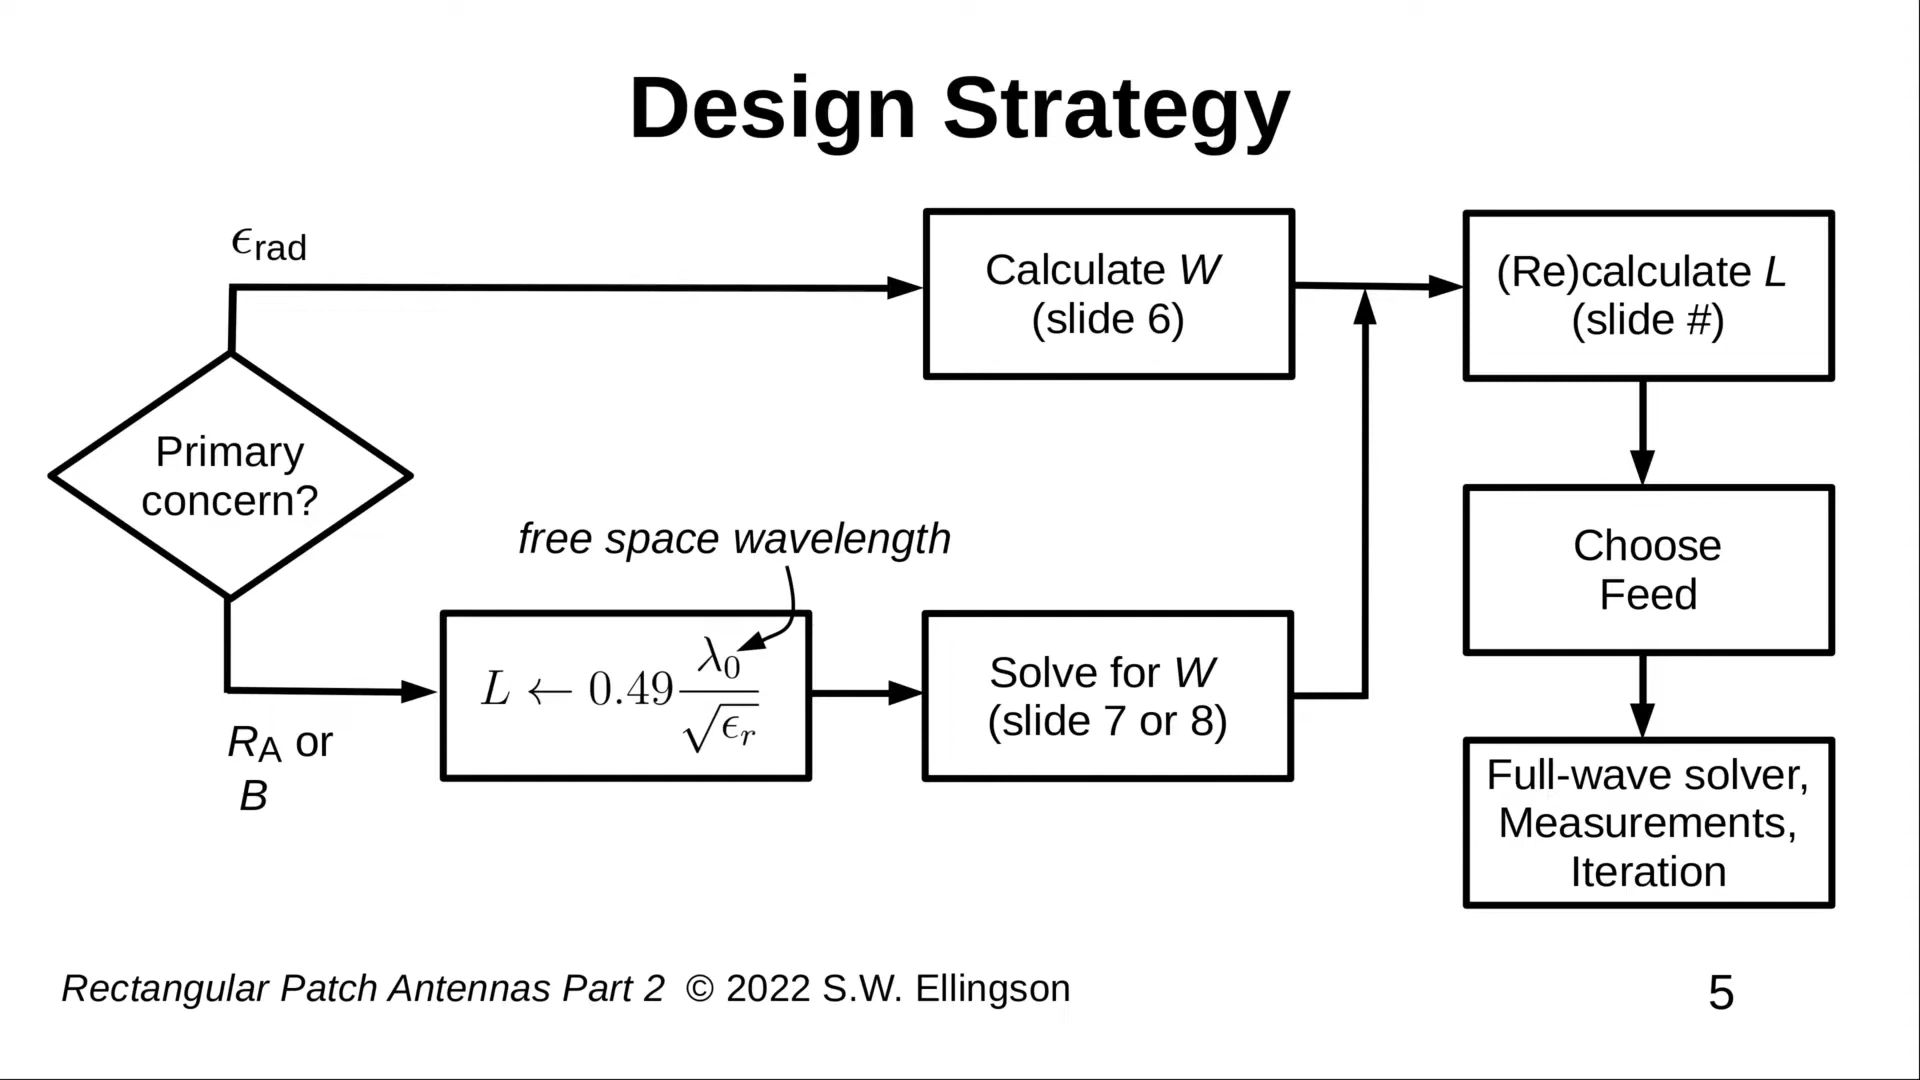 Design Strategy
ϵrad
Calculate W
(slide 6)
(Re)calculate L
(slide #)
Primary
concern?
free space wavelength
L ← 0.49 λ0/√ϵr
Solve for W
(slide 7 or 8)
Choose
Feed
RA or
B
Full-wave solver,
Measurements,
Iteration
Rectangular Patch Antennas Part 2 © 2022 S.W. Ellingson
5